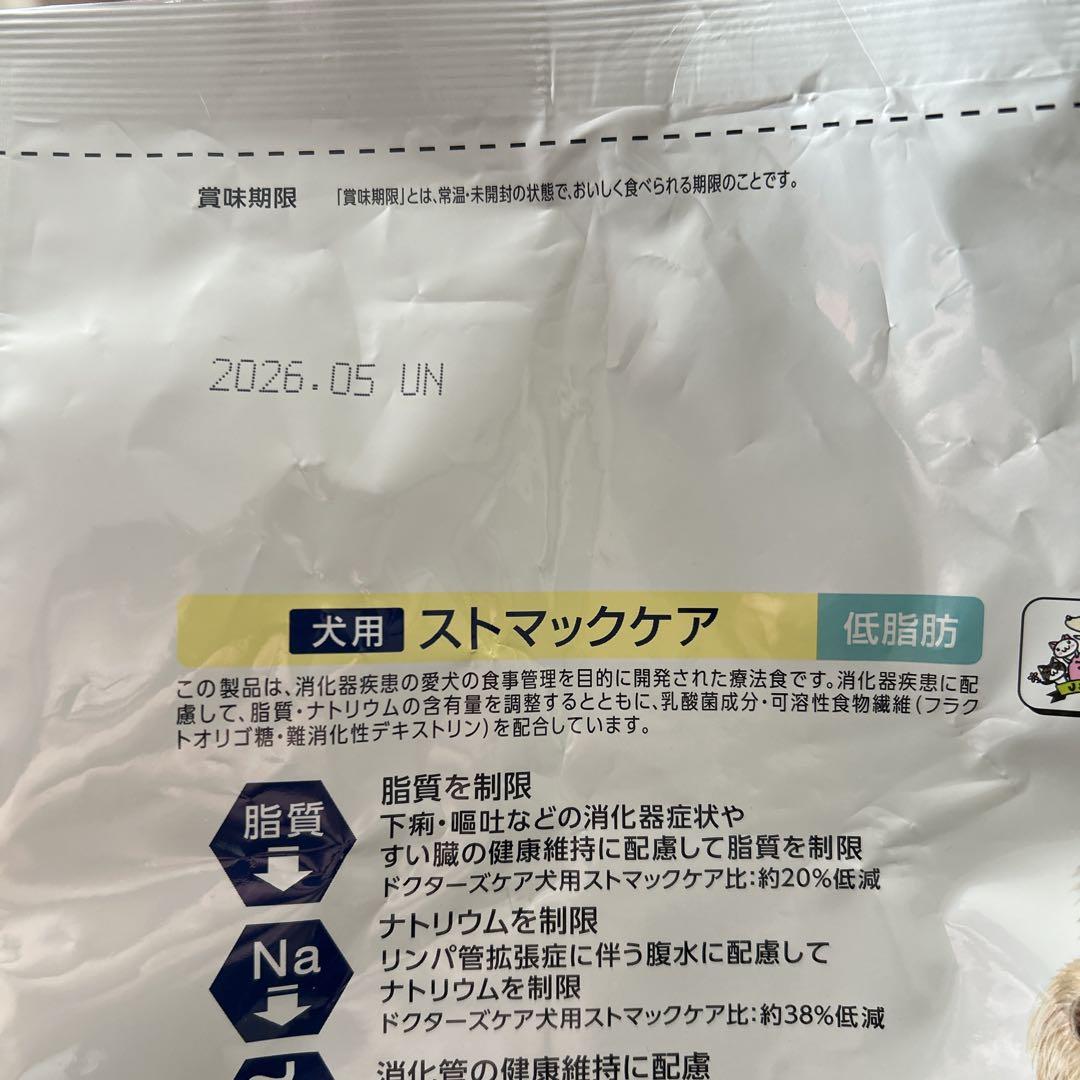 賞味期限 「賞味期限」とは、常温・未開封の状態で、おいしく食べられる期限のことです。
2026.05 UN
犬用 ストマックケア 低脂肪
この製品は、消化器疾患の愛犬の食事管理を目的に開発された療法食です。消化器疾患に配
慮して、脂質・ナトリウムの含有量を調整するとともに、乳酸菌成分・可溶性食物繊維（フラク
トオリゴ糖・難消化性デキストリン）を配合しています。
脂質
脂質を制限
下痢・嘔吐などの消化器症状や
すい臓の健康維持に配慮して脂質を制限
ドクターズケア犬用ストマックケア比：約20%低減
Na
ナトリウムを制限
リンパ管拡張症に伴う腹水に配慮して
ナトリウムを制限
ドクターズケア犬用ストマックケア比：約38%低減
消化管の健康維持に配慮